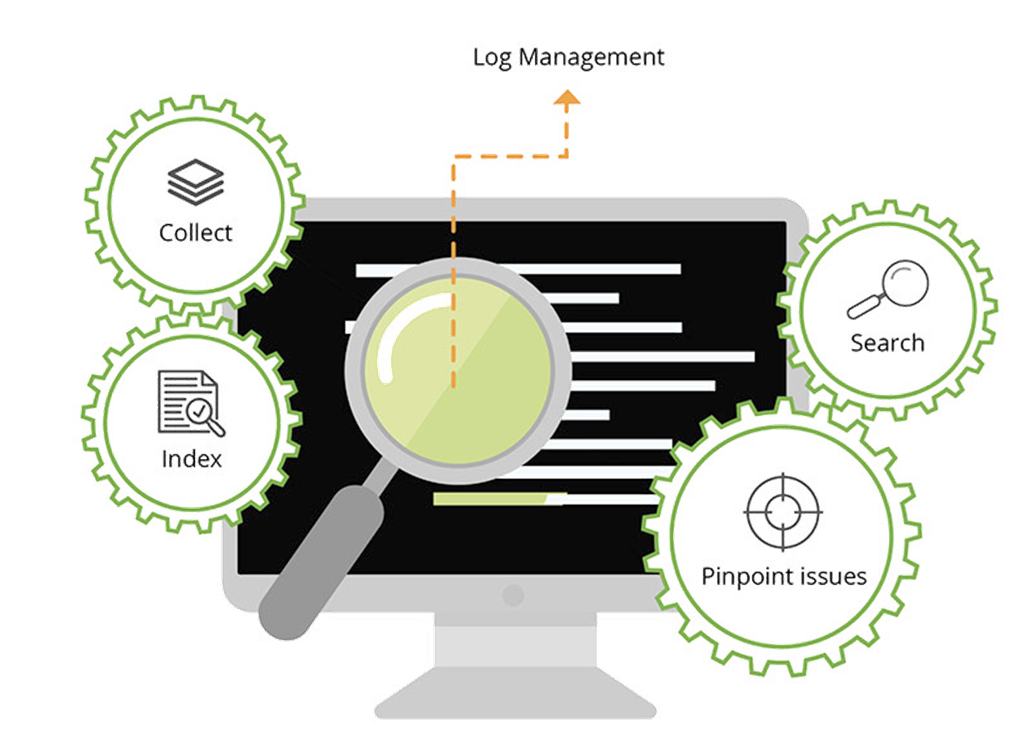 Log Management
Collect
Search
Index
Pinpoint issues